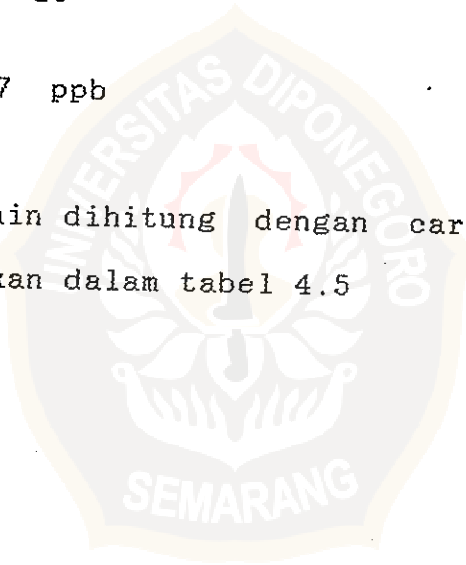 7 ppb
UNIVERSITAS DIPONEGORO
in dihitung dengan car
kan dalam tabel 4.5
SEMARANG